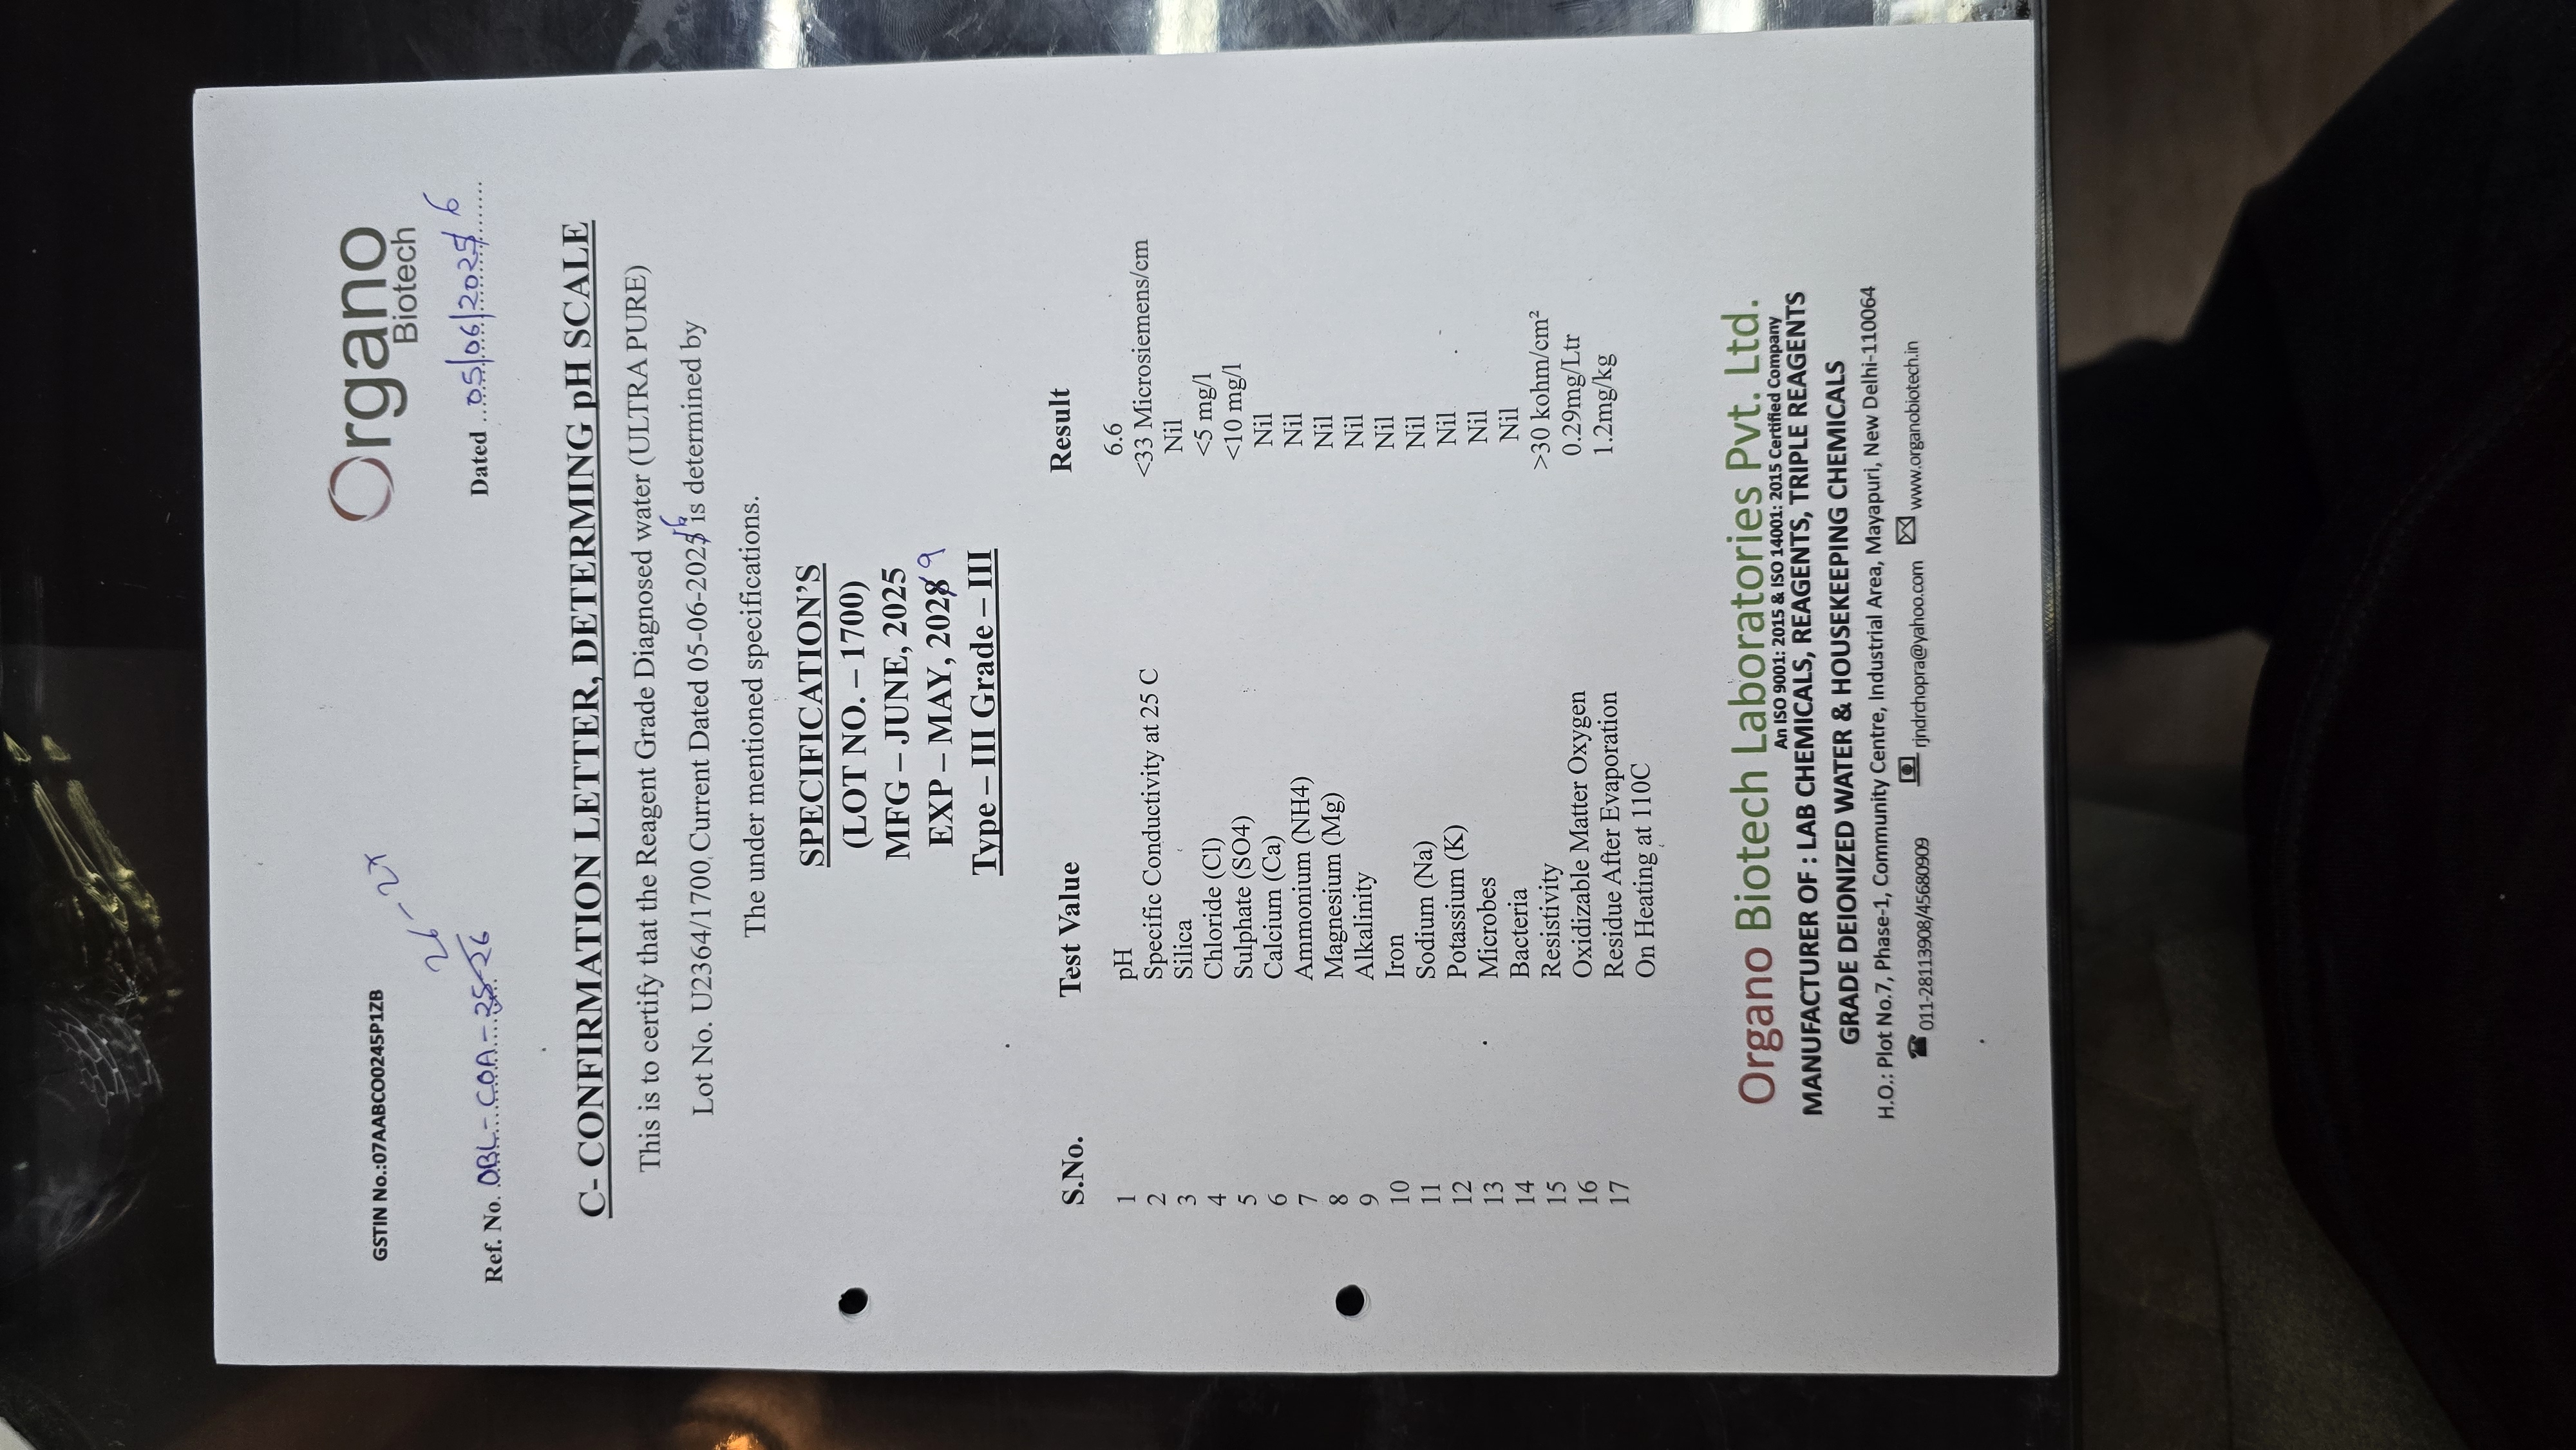 Organo
Biotech
GSTIN No.:07AABCO0245P1ZB
26-27
Ref. No. OBL-COA-25-26
Dated 05/06/2025 6
C- CONFIRMATION LETTER, DETERMING pH SCALE
This is to certify that the Reagent Grade Diagnosed water (ULTRA PURE)
Lot No. U2364/1700, Current Dated 05-06-2025 6 is determined by
The under mentioned specifications.
SPECIFICATION’S
(LOT NO. – 1700)
MFG – JUNE, 2025
EXP – MAY, 2028 9
Type – III Grade – III
S.No. Test Value Result
1 pH 6.6
2 Specific Conductivity at 25 C <33 Microsiemens/cm
3 Silica Nil
4 Chloride (Cl) <5 mg/l
5 Sulphate (SO4) <10 mg/l
6 Calcium (Ca) Nil
7 Ammonium (NH4) Nil
8 Magnesium (Mg) Nil
9 Alkalinity Nil
10 Iron Nil
11 Sodium (Na) Nil
12 Potassium (K) Nil
13 Microbes Nil
14 Bacteria Nil
15 Resistivity >30 kohm/cm²
16 Oxidizable Matter Oxygen 0.29mg/Ltr
17 Residue After Evaporation 1.2mg/kg
On Heating at 110C
Organo Biotech Laboratories Pvt. Ltd.
An ISO 9001: 2015 & ISO 14001: 2015 Certified Company
MANUFACTURER OF : LAB CHEMICALS, REAGENTS, TRIPLE REAGENTS
GRADE DEIONIZED WATER & HOUSEKEEPING CHEMICALS
H.O.: Plot No.7, Phase-1, Community Centre, Industrial Area, Mayapuri, New Delhi-110064
011-28113908/45680909 rjndrchopra@yahoo.com www.organobiotech.in